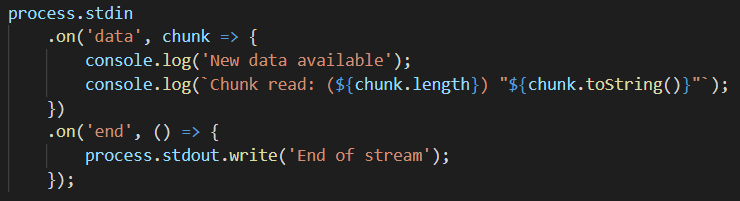 process.stdin
    .on('data', chunk => {
        console.log('New data available');
        console.log(`Chunk read: (${chunk.length}) "${chunk.toString()}"`);
    })
    .on('end', () => {
        process.stdout.write('End of stream');
    });